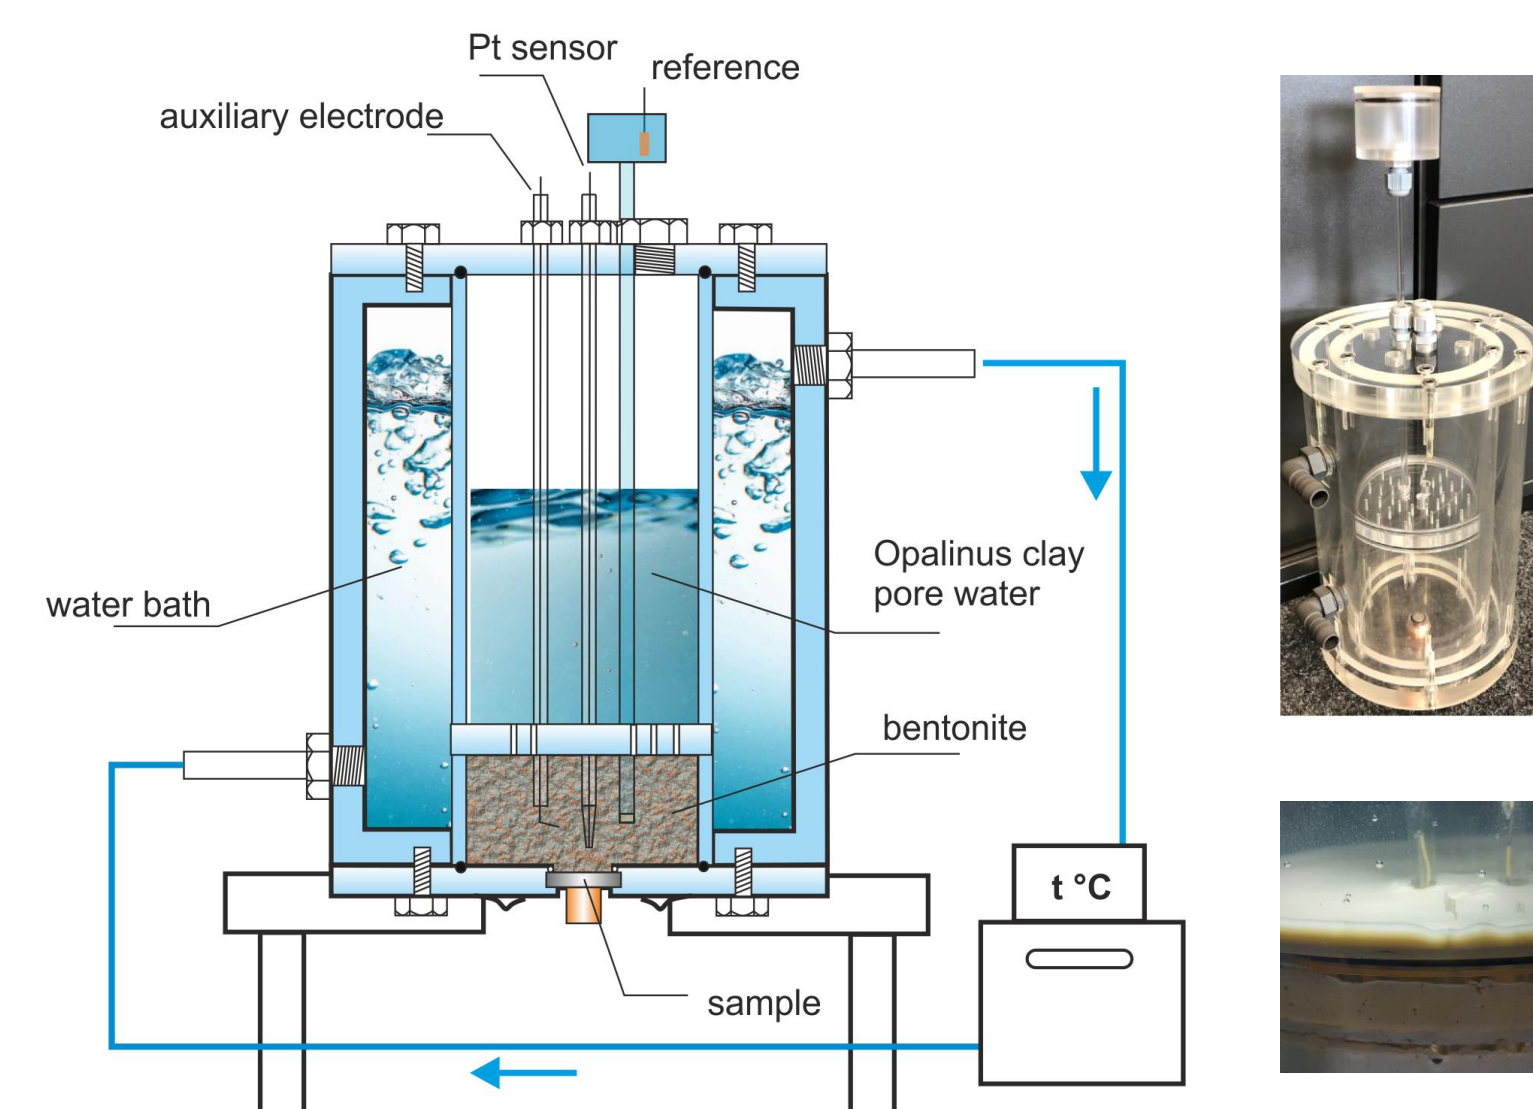 Pt sensor
reference
auxiliary electrode
Opalinus clay
pore water
water bath
bentonite
t °C
sample